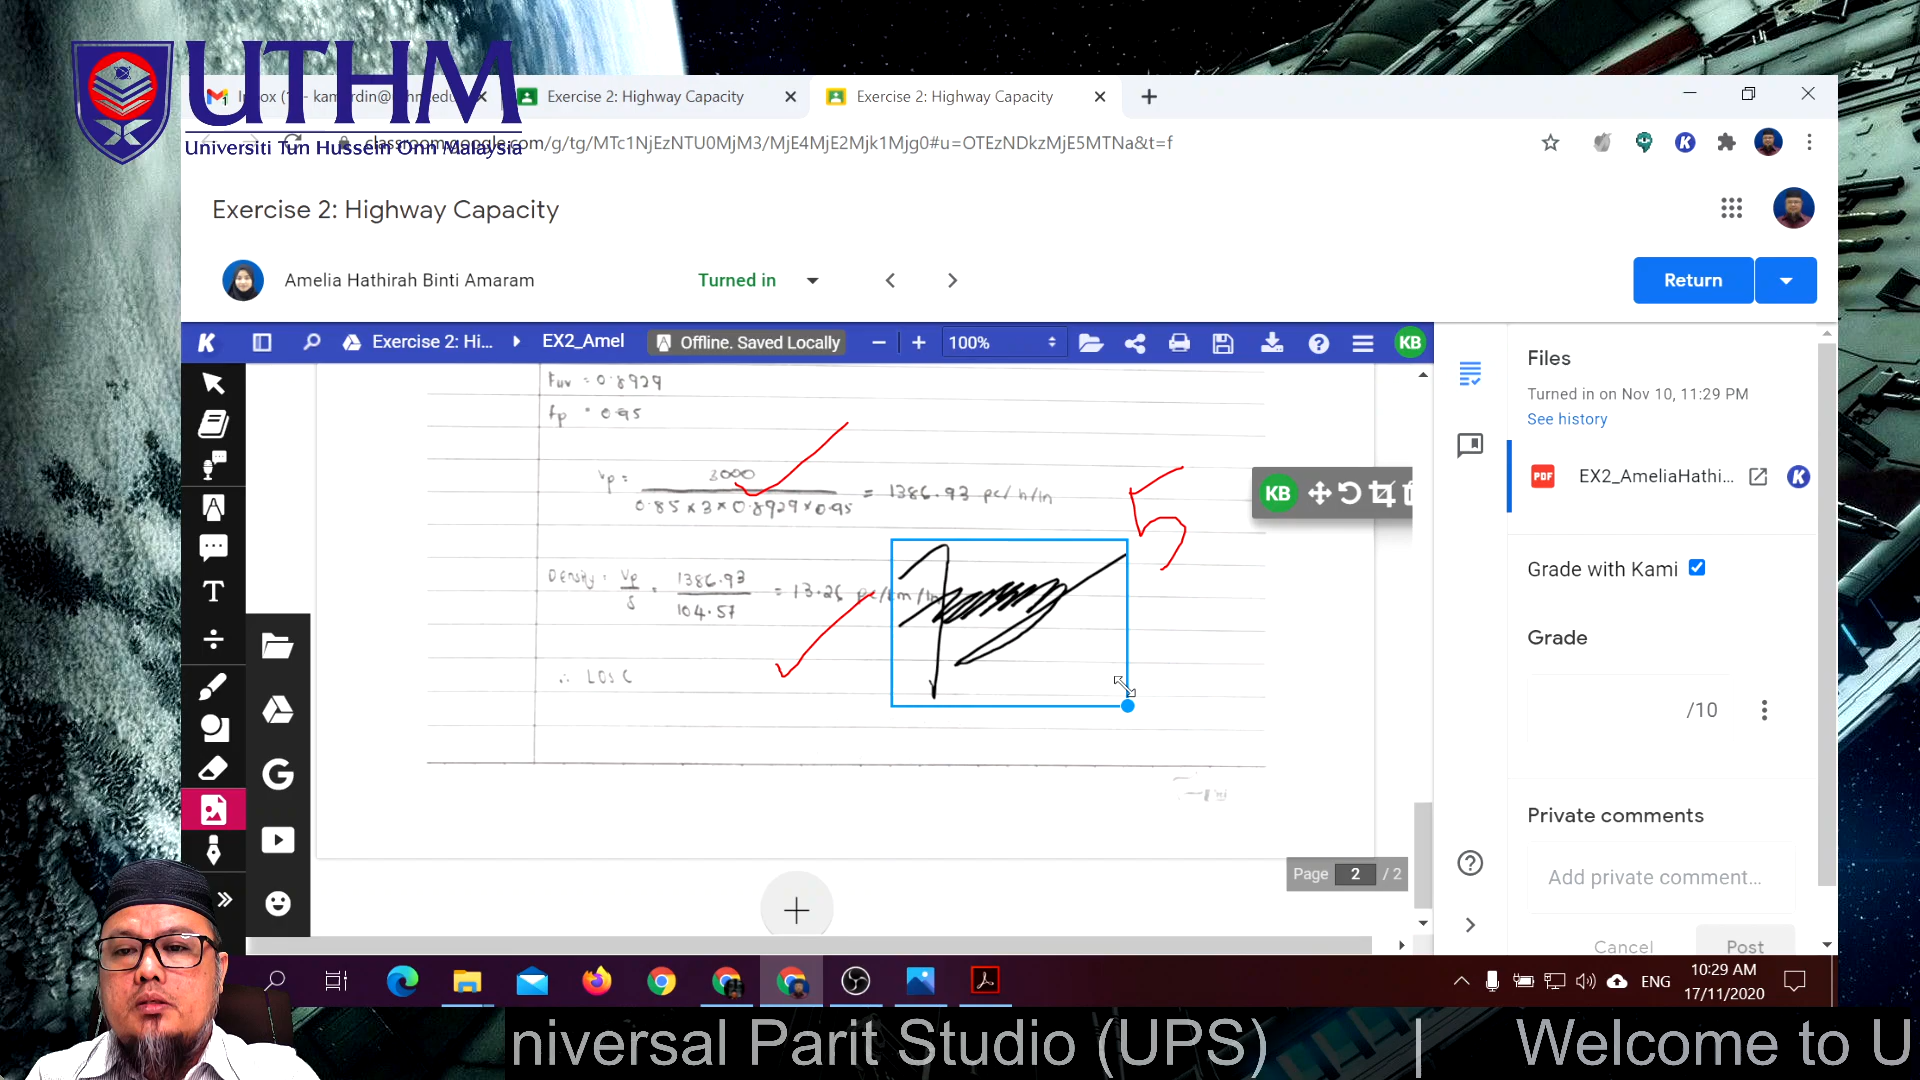 UTHM
Universiti Tun Hussein Onn Malaysia
Exercise 2: Highway Capacity
Exercise 2: Highway Capacity
classroom.google.com/g/tg/MTc1NjEzNTU0MjM3/MjE4MjE2Mjk1Mjg0#u=OTEzNDkzMjE5MTNa&t=f
Exercise 2: Highway Capacity
Amelia Hathirah Binti Amaram
Turned in
Return
K
Exercise 2: Hi...
EX2_Amel
Offline. Saved Locally
100%
KB
Files
Turned in on Nov 10, 11:29 PM
See history
PDF
EX2_AmeliaHathi...
Grade with Kami
Grade
/10
Private comments
Add private comment...
Cancel
Post
= 0.8929
fp = 0.95
Vp = 3000
0.85 x 3 x 0.8929 x 0.95
= 1386.93 pc/h/ln
5
KB
Density = Vp
S
= 1386.93
104.57
= 13.26 pc/km/ln
∴ LOS C
Page 2 / 2
ENG
10:29 AM
17/11/2020
niversal Parit Studio (UPS) | Welcome to U